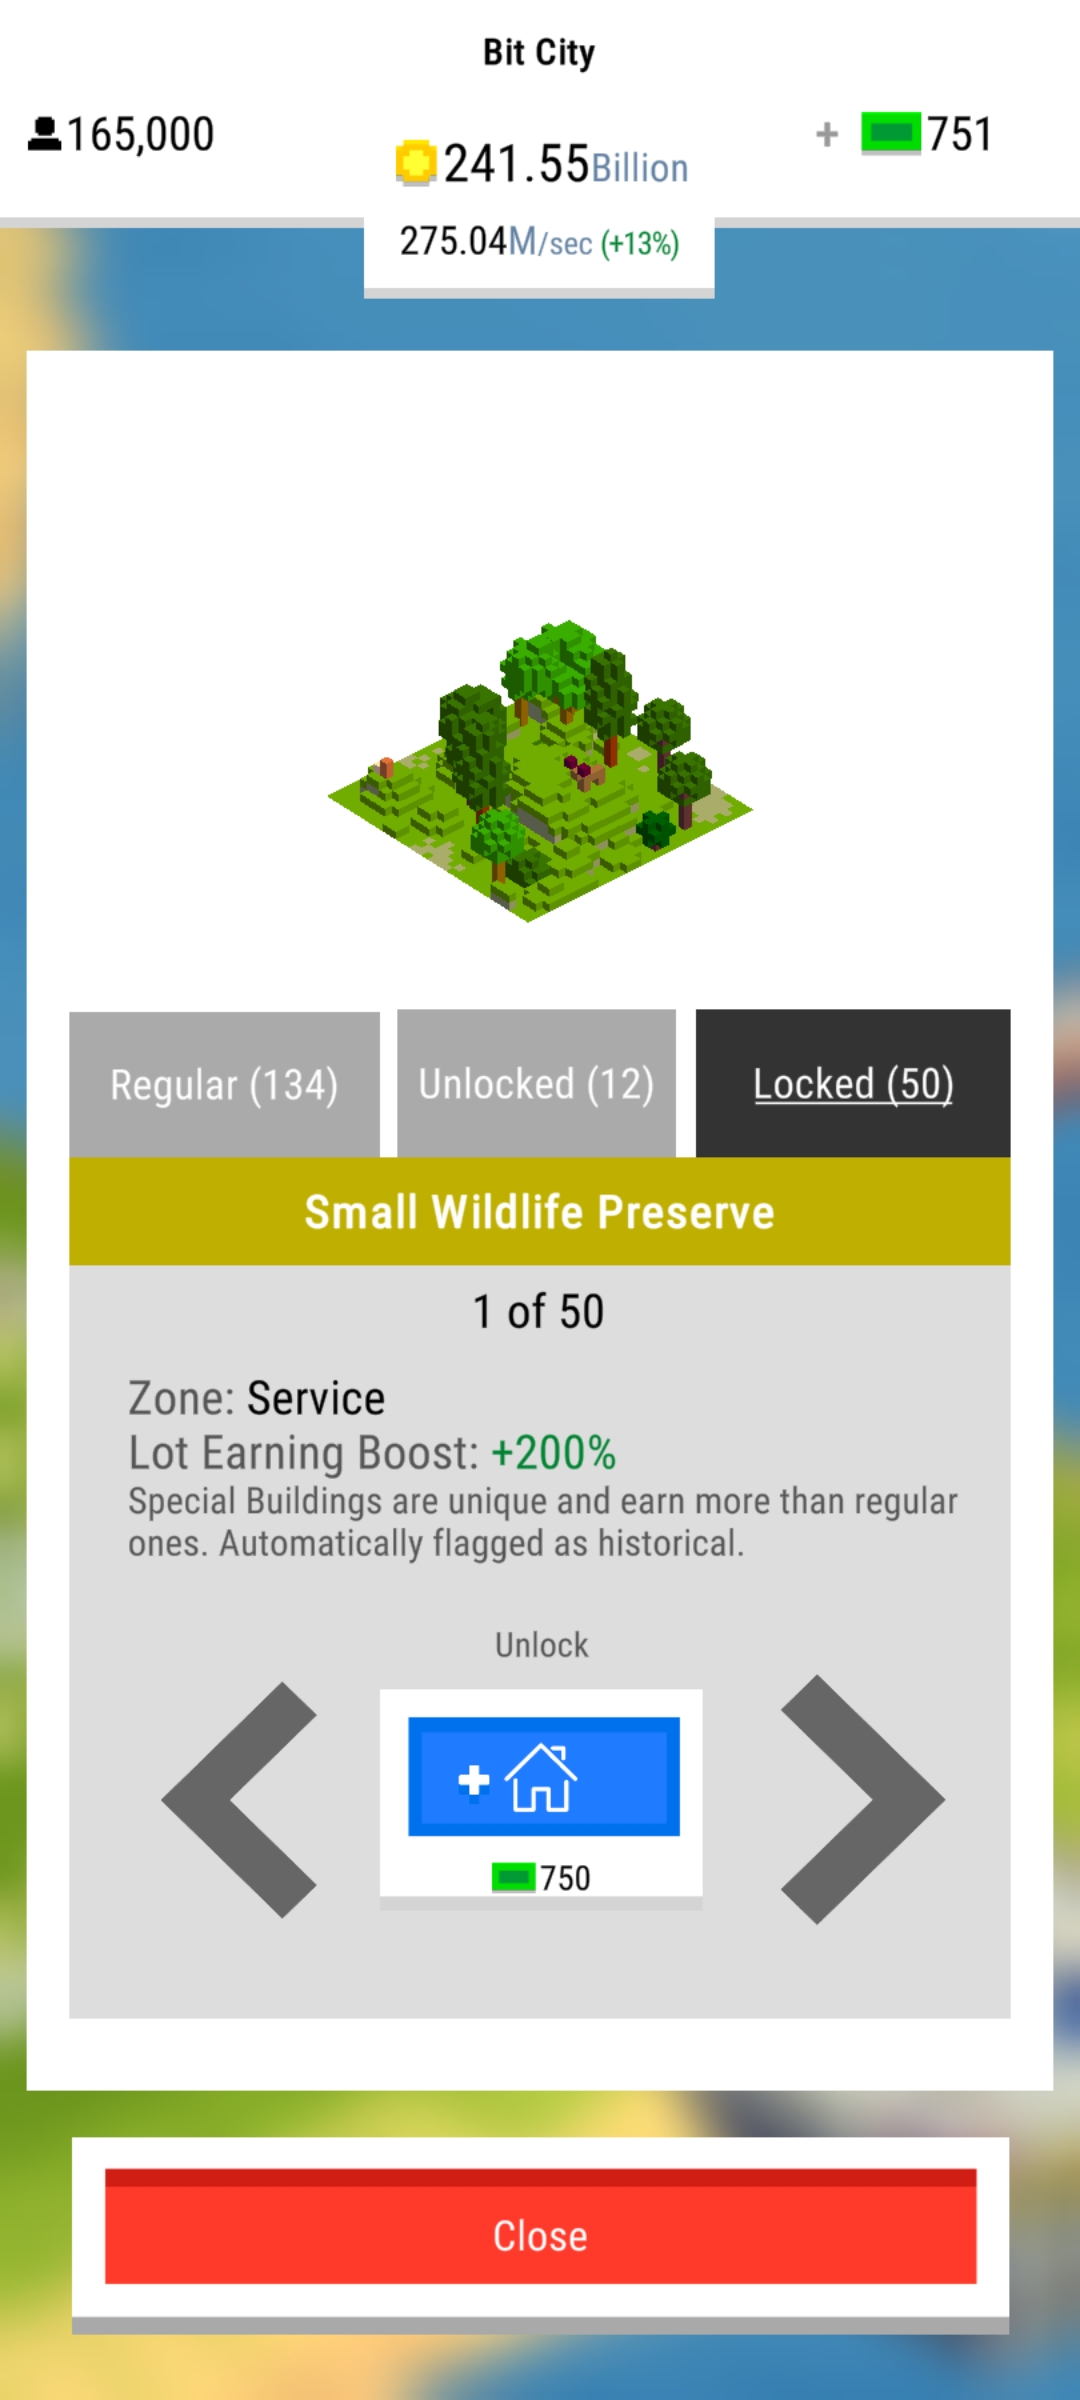 Bit City
165,000
241.55Billion
+ 751
275.04M/sec (+13%)
Regular (134)
Unlocked (12)
Locked (50)
Small Wildlife Preserve
1 of 50
Zone: Service
Lot Earning Boost: +200%
Special Buildings are unique and earn more than regular
ones. Automatically flagged as historical.
Unlock
750
Close